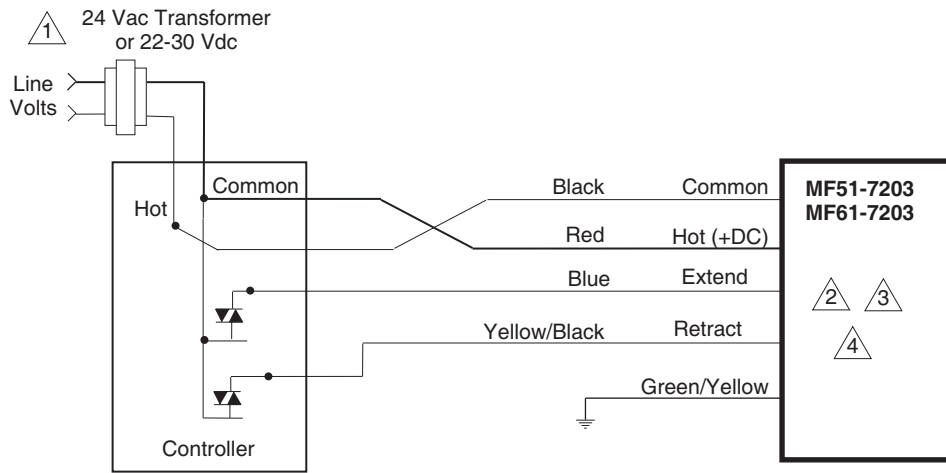 1
24 Vac Transformer
or 22-30 Vdc
Line
Volts
Common
Hot
Black
Common
MF51-7203
MF61-7203
Red
Hot (+DC)
Blue
Extend
2
3
Yellow/Black
Retract
4
Green/Yellow
Controller